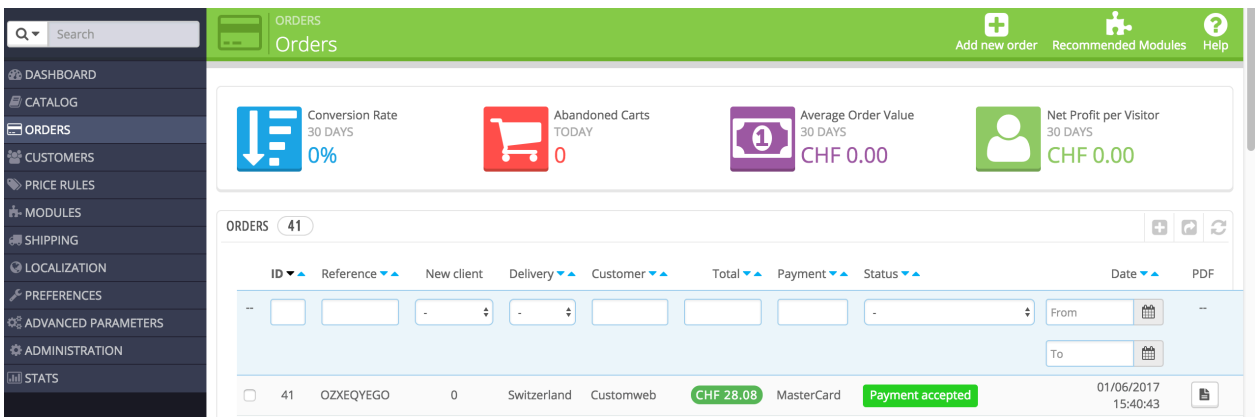 Search
DASHBOARD
CATALOG
ORDERS
CUSTOMERS
PRICE RULES
MODULES
SHIPPING
LOCALIZATION
PREFERENCES
ADVANCED PARAMETERS
ADMINISTRATION
STATS
ORDERS
Orders
Add new order Recommended Modules Help
Conversion Rate
30 DAYS
0%
Abandoned Carts
TODAY
0
1
Average Order Value
30 DAYS
CHF 0.00
Net Profit per Visitor
30 DAYS
CHF 0.00
ORDERS 41
ID Reference New client Delivery Customer Total Payment Status Date PDF
-- - - - From --
To
41 OZXEQYEGO 0 Switzerland Customweb CHF 28.08 MasterCard Payment accepted 01/06/2017
15:40:43